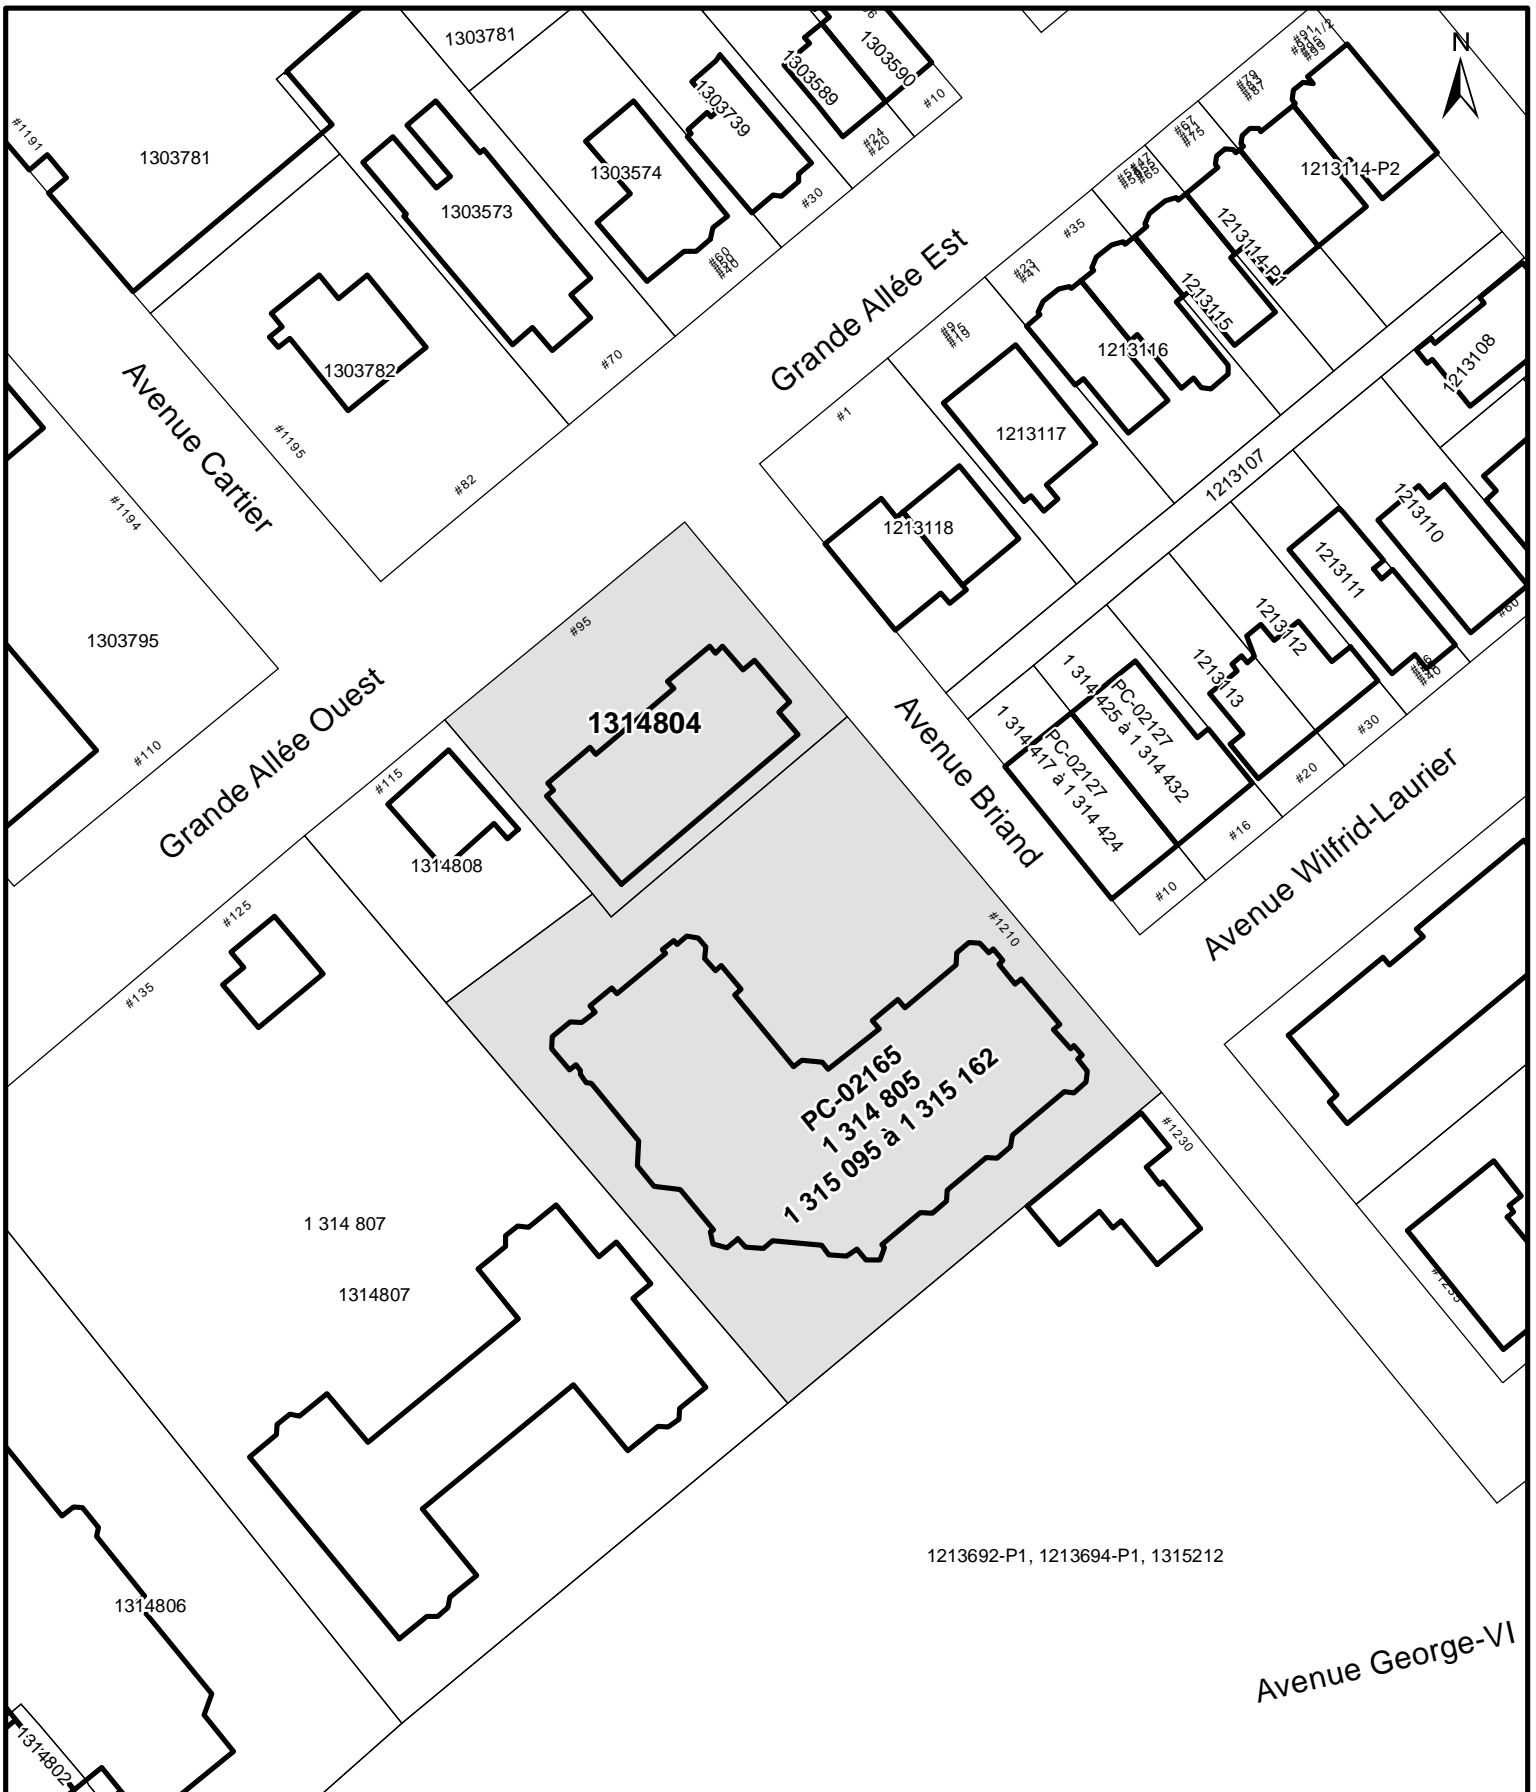 1303781
1303590
1303589
#10
#24
#20
1303739
N
#1191
1303781
1303574
1303573
#30
#67
#75
1213114-P2
#35
1213114-P1
1213115
#23
#41
1213116
1213108
#70
1303782
Grande Allée Est
#1
1213117
1213107
Avenue Cartier
#1195
#82
#1194
1213118
1213110
1213111
#60
1303795
#95
1213112
1213113
#30
#20
#16
#10
1 314 425 à 1 314 432
PC-02127
1 314 417 à 1 314 424
PC-02127
Grande Allée Ouest
#110
1314804
#115
1314808
Avenue Briand
Avenue Wilfrid-Laurier
#125
#135
#1210
PC-02165
1 314 805
1 315 095 à 1 315 162
#1230
1 314 807
1314807
1213692-P1, 1213694-P1, 1315212
1314806
Avenue George-VI
1314802